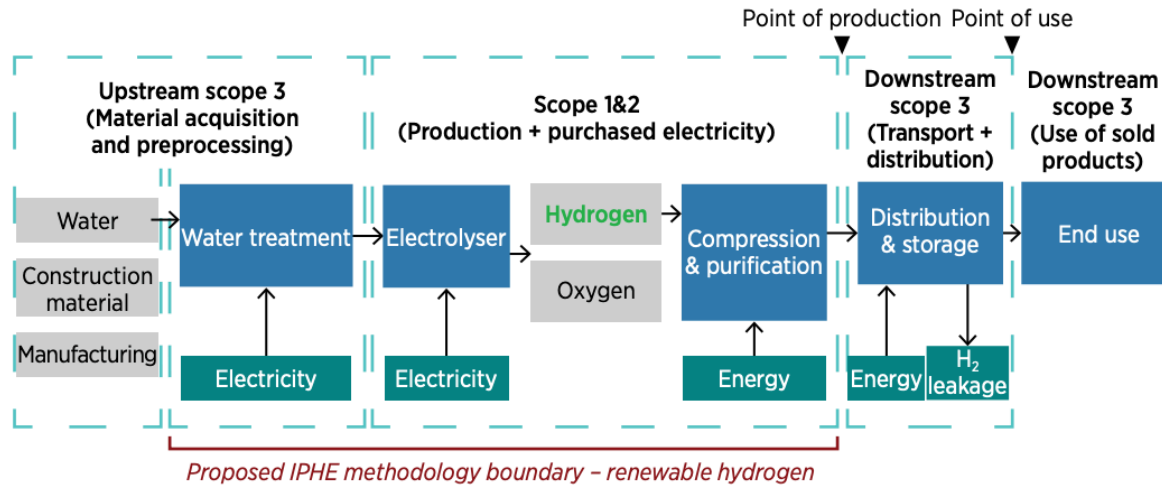 Point of production
Point of use
Upstream scope 3
(Material acquisition
and preprocessing)
Scope 1&2
(Production + purchased electricity)
Downstream
scope 3
(Transport +
distribution)
Downstream
scope 3
(Use of sold
products)
Water
Construction
material
Manufacturing
Water treatment
Electricity
Electrolyser
Electricity
Hydrogen
Oxygen
Compression
& purification
Energy
Distribution
& storage
Energy
H₂
leakage
End use
Proposed IPHE methodology boundary – renewable hydrogen